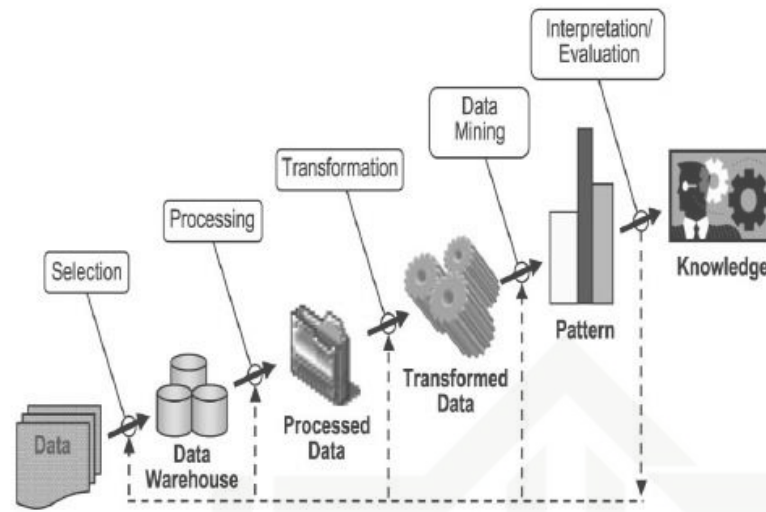 Interpretation/
Evaluation
Data
Mining
Transformation
Processing
Selection
Knowledge
Pattern
Transformed
Data
Processed
Data
Data
Warehouse
Data